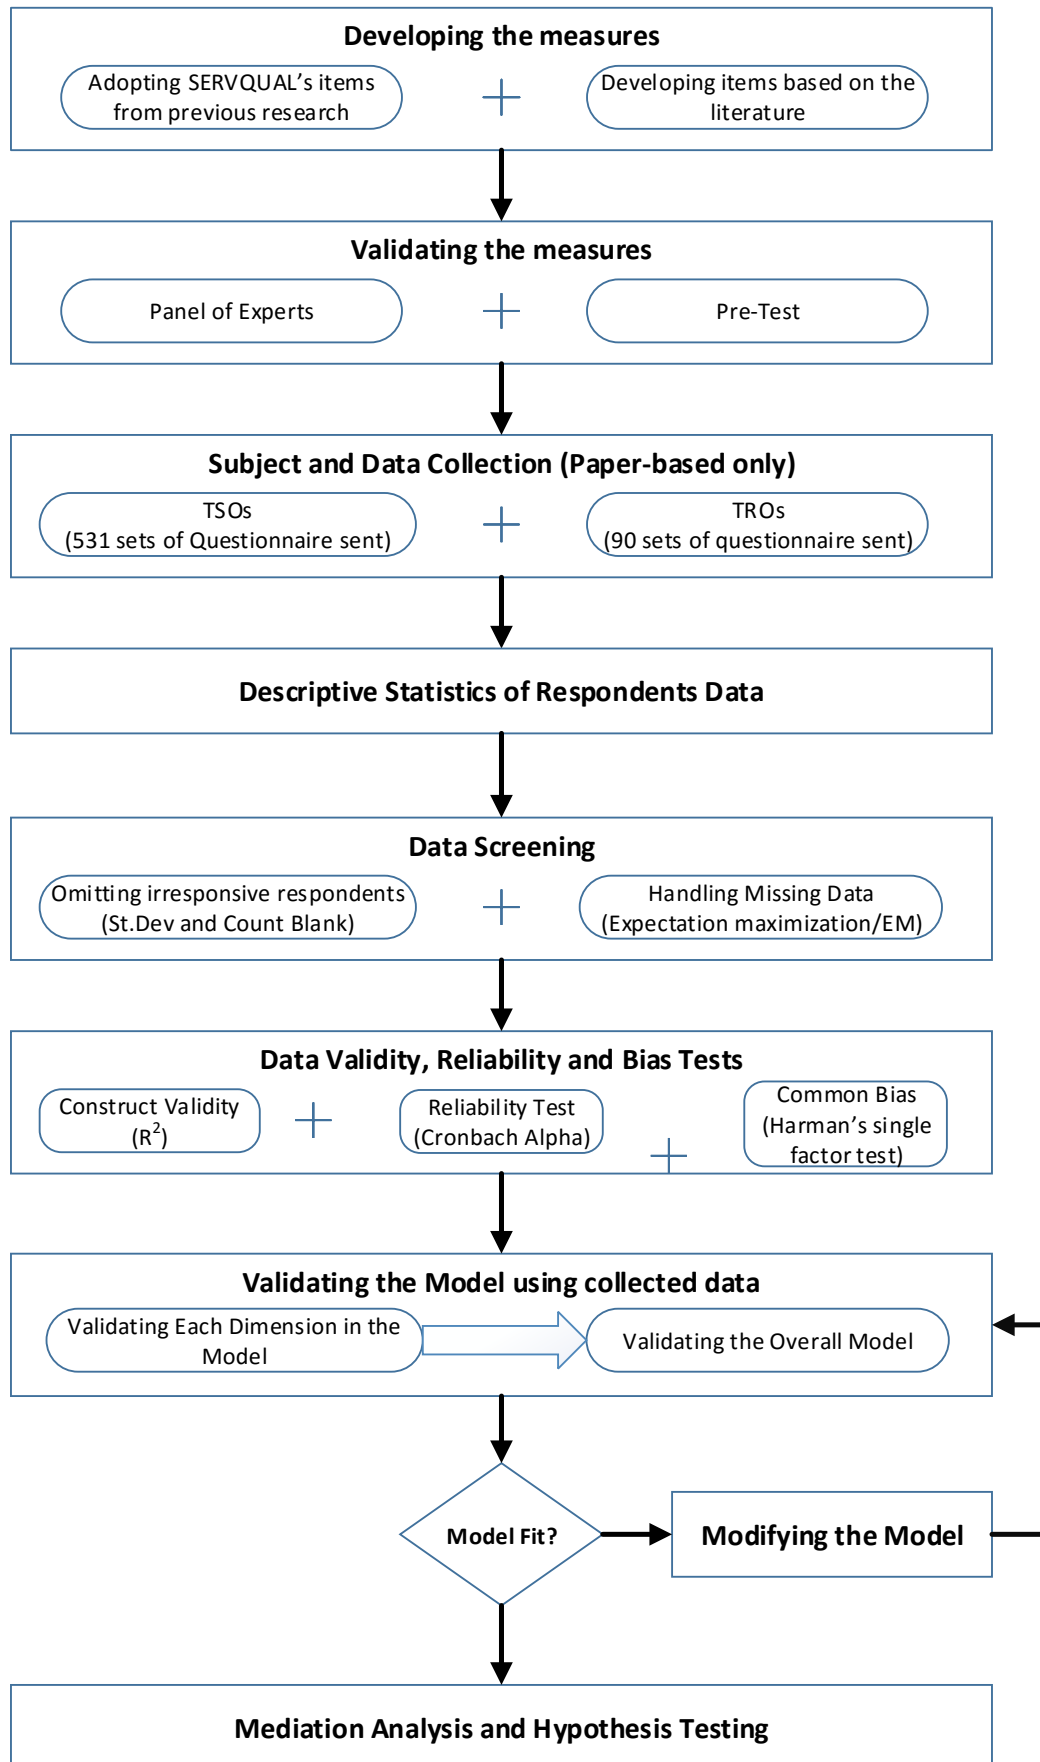 Developing the measures
Adopting SERVQUAL’s items
from previous research
Developing items based on the
literature
Validating the measures
Panel of Experts
Pre-Test
Subject and Data Collection (Paper-based only)
TSOs
(531 sets of Questionnaire sent)
TROs
(90 sets of questionnaire sent)
Descriptive Statistics of Respondents Data
Data Screening
Omitting irresponsive respondents
(St.Dev and Count Blank)
Handling Missing Data
(Expectation maximization/EM)
Data Validity, Reliability and Bias Tests
Construct Validity
(R²)
Reliability Test
(Cronbach Alpha)
Common Bias
(Harman’s single
factor test)
Validating the Model using collected data
Validating Each Dimension in the
Model
Validating the Overall Model
Model Fit?
Modifying the Model
Mediation Analysis and Hypothesis Testing